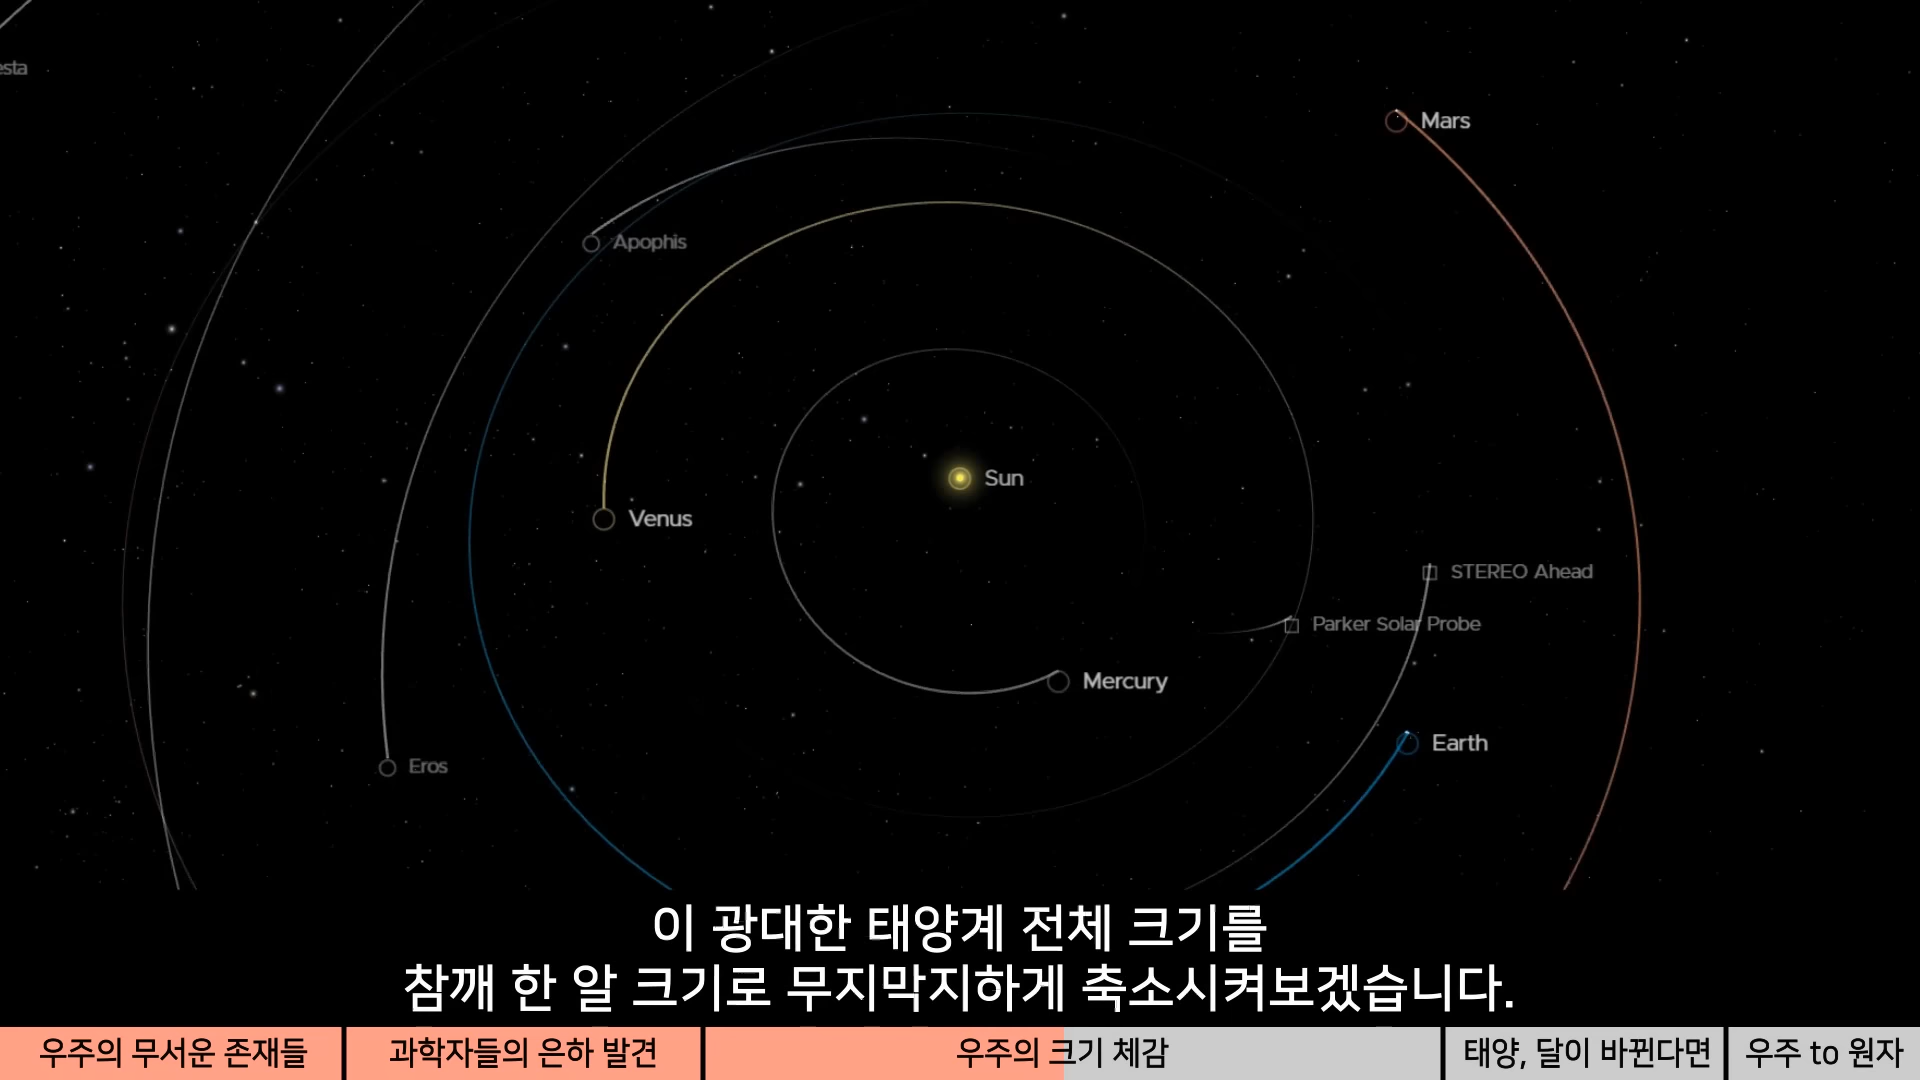 Mars
Apophis
Sun
Venus
STEREO Ahead
Parker Solar Probe
Mercury
Earth
Eros
이 광대한 태양계 전체 크기를
참깨 한 알 크기로 무지막지하게 축소시켜보겠습니다.
우주의 무서운 존재들
과학자들의 은하 발견
우주의 크기 체감
태양, 달이 바뀐다면
우주 to 원자